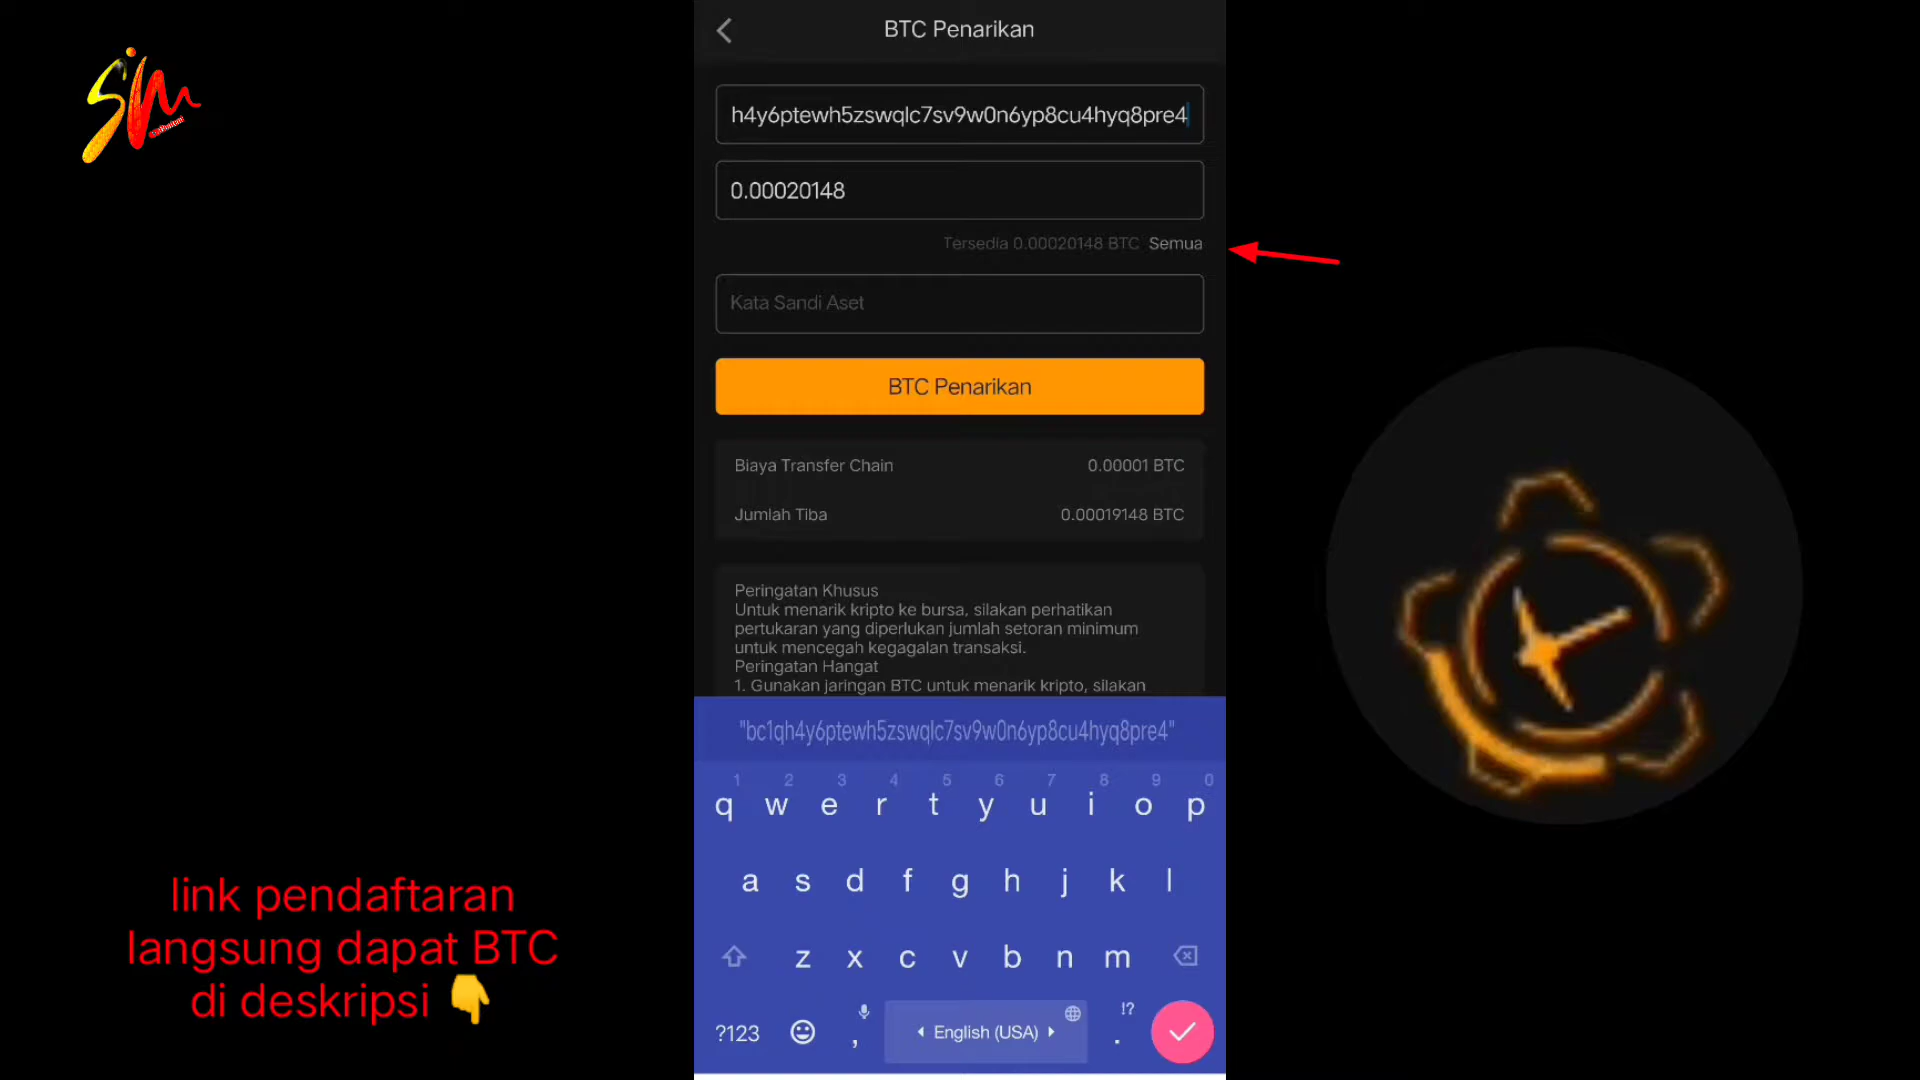 Sim
BTC Penarikan
h4y6ptewh5zswqlc7sv9w0n6yp8cu4hyq8pre4
0.00020148
Tersedia 0.00020148 BTC Semua
Kata Sandi Aset
BTC Penarikan
Biaya Transfer Chain 0.00001 BTC
Jumlah Tiba 0.00019148 BTC
Peringatan Khusus
Untuk menarik kripto ke bursa, silakan perhatikan
pertukaran yang diperlukan jumlah setoran minimum
untuk mencegah kegagalan transaksi.
Peringatan Hangat
1. Gunakan jaringan BTC untuk menarik kripto, silakan
"bc1qh4y6ptewh5zswqlc7sv9w0n6yp8cu4hyq8pre4"
1 2 3 4 5 6 7 8 9 0
q w e r t y u i o p
a s d f g h j k l
z x c v b n m
!?
?123 , English (USA) .
link pendaftaran
langsung dapat BTC
di deskripsi 👇